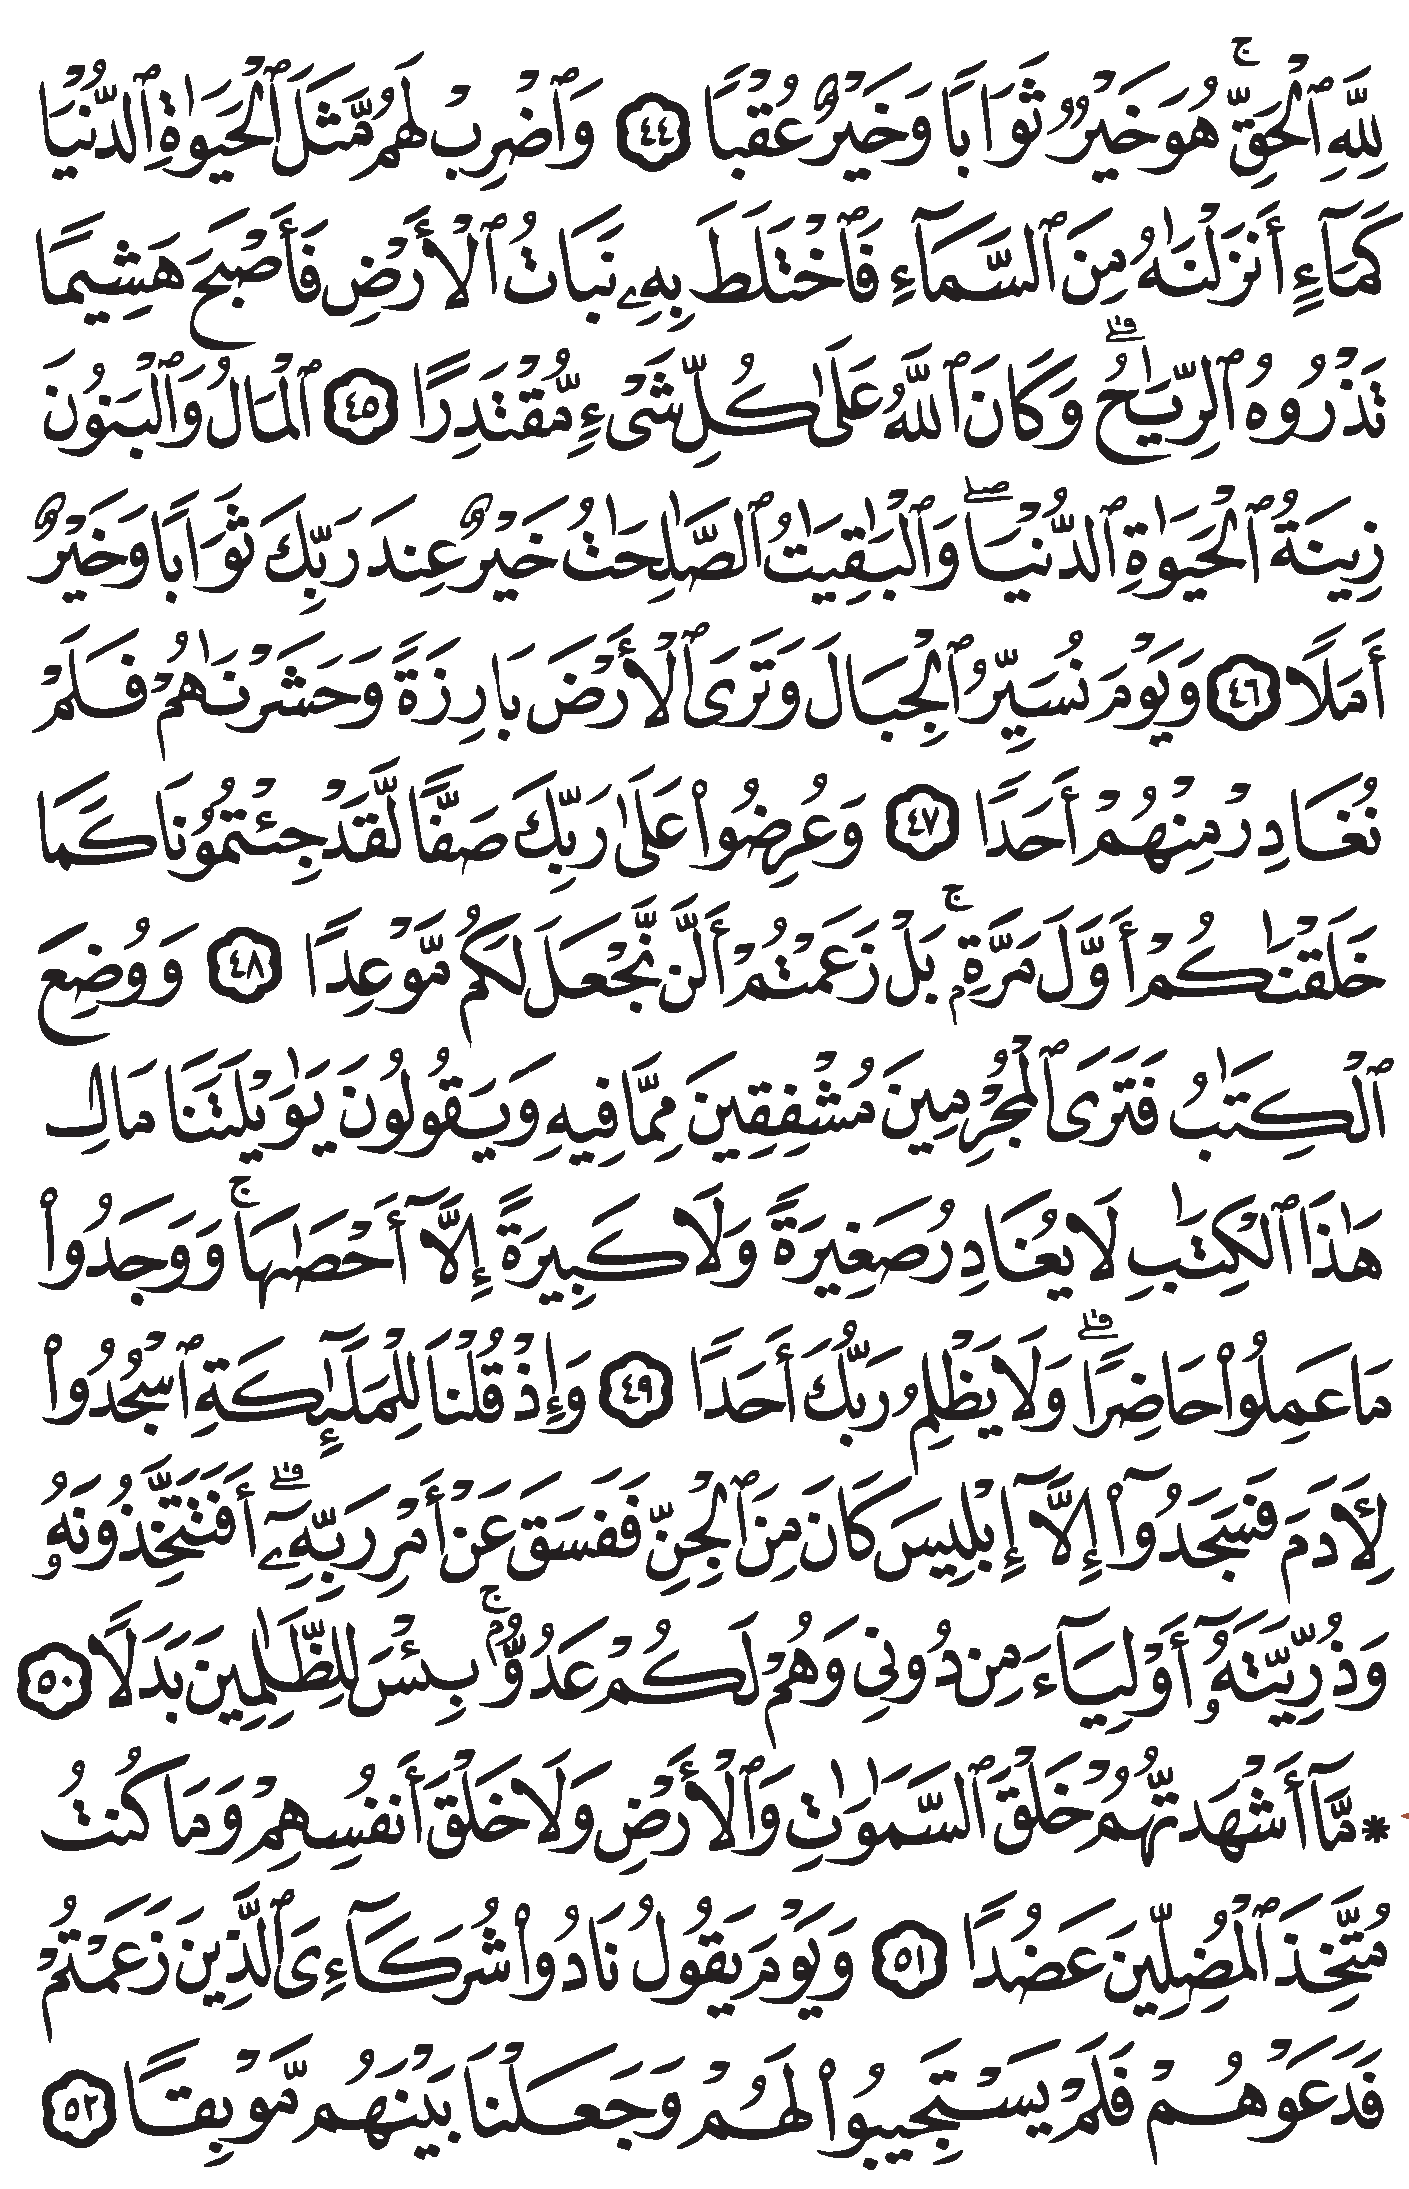 لِلَّهِ ٱلْحَقِّ ۚ هُوَ خَيْرٌ ثَوَابًا وَخَيْرٌ عُقْبًا ٤٤ وَٱضْرِبْ لَهُم مَّثَلَ ٱلْحَيَوٰةِ ٱلدُّنْيَا
كَمَآءٍ أَنزَلْنَـٰهُ مِنَ ٱلسَّمَآءِ فَٱخْتَلَطَ بِهِۦ نَبَاتُ ٱلْأَرْضِ فَأَصْبَحَ هَشِيمًا
تَذْرُوهُ ٱلرِّيَـٰحُ ۗ وَكَانَ ٱللَّهُ عَلَىٰ كُلِّ شَىْءٍ مُّقْتَدِرًا ٤٥ ٱلْمَالُ وَٱلْبَنُونَ
زِينَةُ ٱلْحَيَوٰةِ ٱلدُّنْيَا ۖ وَٱلْبَـٰقِيَـٰتُ ٱلصَّـٰلِحَـٰتُ خَيْرٌ عِندَ رَبِّكَ ثَوَابًا وَخَيْرٌ
أَمَلًا ٤٦ وَيَوْمَ نُسَيِّرُ ٱلْجِبَالَ وَتَرَى ٱلْأَرْضَ بَارِزَةً وَحَشَرْنَـٰهُمْ فَلَمْ
نُغَادِرْ مِنْهُمْ أَحَدًا ٤٧ وَعُرِضُوا۟ عَلَىٰ رَبِّكَ صَفًّا لَّقَدْ جِئْتُمُونَا كَمَا
خَلَقْنَـٰكُمْ أَوَّلَ مَرَّةٍۭ ۚ بَلْ زَعَمْتُمْ أَلَّن نَّجْعَلَ لَكُم مَّوْعِدًا ٤٨ وَوُضِعَ
ٱلْكِتَـٰبُ فَتَرَى ٱلْمُجْرِمِينَ مُشْفِقِينَ مِمَّا فِيهِ وَيَقُولُونَ يَـٰوَيْلَتَنَا مَالِ
هَـٰذَا ٱلْكِتَـٰبِ لَا يُغَادِرُ صَغِيرَةً وَلَا كَبِيرَةً إِلَّآ أَحْصَىٰهَا ۚ وَوَجَدُوا۟
مَا عَمِلُوا۟ حَاضِرًا ۗ وَلَا يَظْلِمُ رَبُّكَ أَحَدًا ٤٩ وَإِذْ قُلْنَا لِلْمَلَـٰٓئِكَةِ ٱسْجُدُوا۟
لِـَٔادَمَ فَسَجَدُوٓا۟ إِلَّآ إِبْلِيسَ كَانَ مِنَ ٱلْجِنِّ فَفَسَقَ عَنْ أَمْرِ رَبِّهِۦٓ ۗ أَفَتَتَّخِذُونَهُۥ
وَذُرِّيَّتَهُۥٓ أَوْلِيَآءَ مِن دُونِى وَهُمْ لَكُمْ عَدُوٌّۢ ۚ بِئْسَ لِلظَّـٰلِمِينَ بَدَلًا ٥٠
* مَّآ أَشْهَدتُّهُمْ خَلْقَ ٱلسَّمَـٰوَٰتِ وَٱلْأَرْضِ وَلَا خَلْقَ أَنفُسِهِمْ وَمَا كُنتُ
مُتَّخِذَ ٱلْمُضِلِّينَ عَضُدًا ٥١ وَيَوْمَ يَقُولُ نَادُوا۟ شُرَكَآءِىَ ٱلَّذِينَ زَعَمْتُمْ
فَدَعَوْهُمْ فَلَمْ يَسْتَجِيبُوا۟ لَهُمْ وَجَعَلْنَا بَيْنَهُم مَّوْبِقًا ٥٢